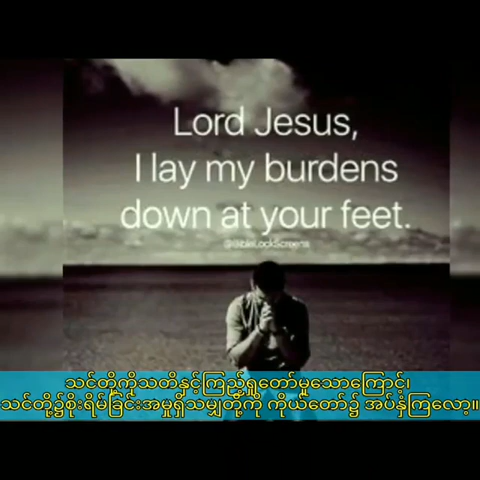 Lord Jesus,
I lay my burdens
down at your feet.
@BibleLockScreens
သင်တို့ကိုသတိနှင့်ကြည့်ရှုတော်မူသောကြောင့်၊
သင်တို့၌စိုးရိမ်ခြင်းအမှုရှိသမျှတို့ကို ကိုယ်တော်၌ အပ်နှံကြလော့။